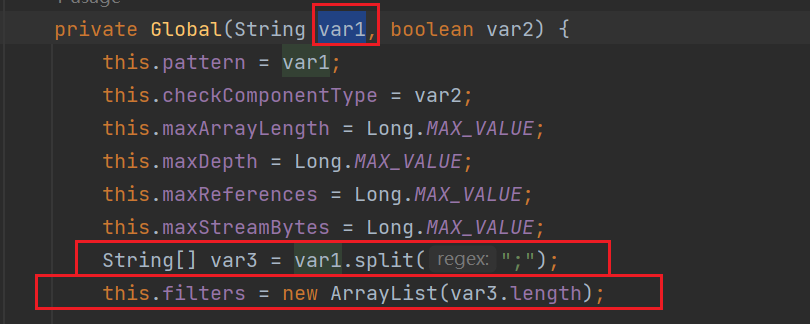 private Global(String var1, boolean var2) {
this.pattern = var1;
this.checkComponentType = var2;
this.maxArrayLength = Long.MAX_VALUE;
this.maxDepth = Long.MAX_VALUE;
this.maxReferences = Long.MAX_VALUE;
this.maxStreamBytes = Long.MAX_VALUE;
String[] var3 = var1.split( regex: ";");
this.filters = new ArrayList(var3.length);